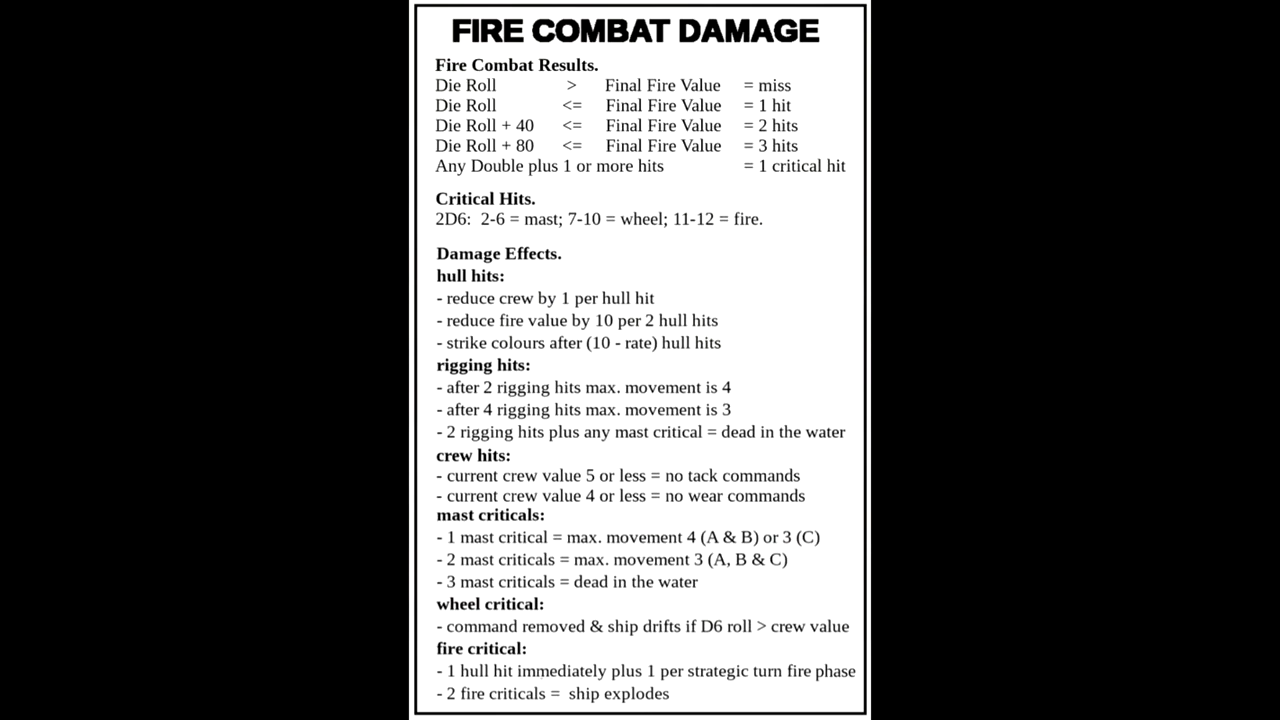 FIRE COMBAT DAMAGE
Fire Combat Results.
Die Roll > Final Fire Value = miss
Die Roll <= Final Fire Value = 1 hit
Die Roll + 40 <= Final Fire Value = 2 hits
Die Roll + 80 <= Final Fire Value = 3 hits
Any Double plus 1 or more hits = 1 critical hit
Critical Hits.
2D6: 2-6 = mast; 7-10 = wheel; 11-12 = fire.
Damage Effects.
hull hits:
- reduce crew by 1 per hull hit
- reduce fire value by 10 per 2 hull hits
- strike colours after (10 - rate) hull hits
rigging hits:
- after 2 rigging hits max. movement is 4
- after 4 rigging hits max. movement is 3
- 2 rigging hits plus any mast critical = dead in the water
crew hits:
- current crew value 5 or less = no tack commands
- current crew value 4 or less = no wear commands
mast criticals:
- 1 mast critical = max. movement 4 (A & B) or 3 (C)
- 2 mast criticals = max. movement 3 (A, B & C)
- 3 mast criticals = dead in the water
wheel critical:
- command removed & ship drifts if D6 roll > crew value
fire critical:
- 1 hull hit immediately plus 1 per strategic turn fire phase
- 2 fire criticals = ship explodes